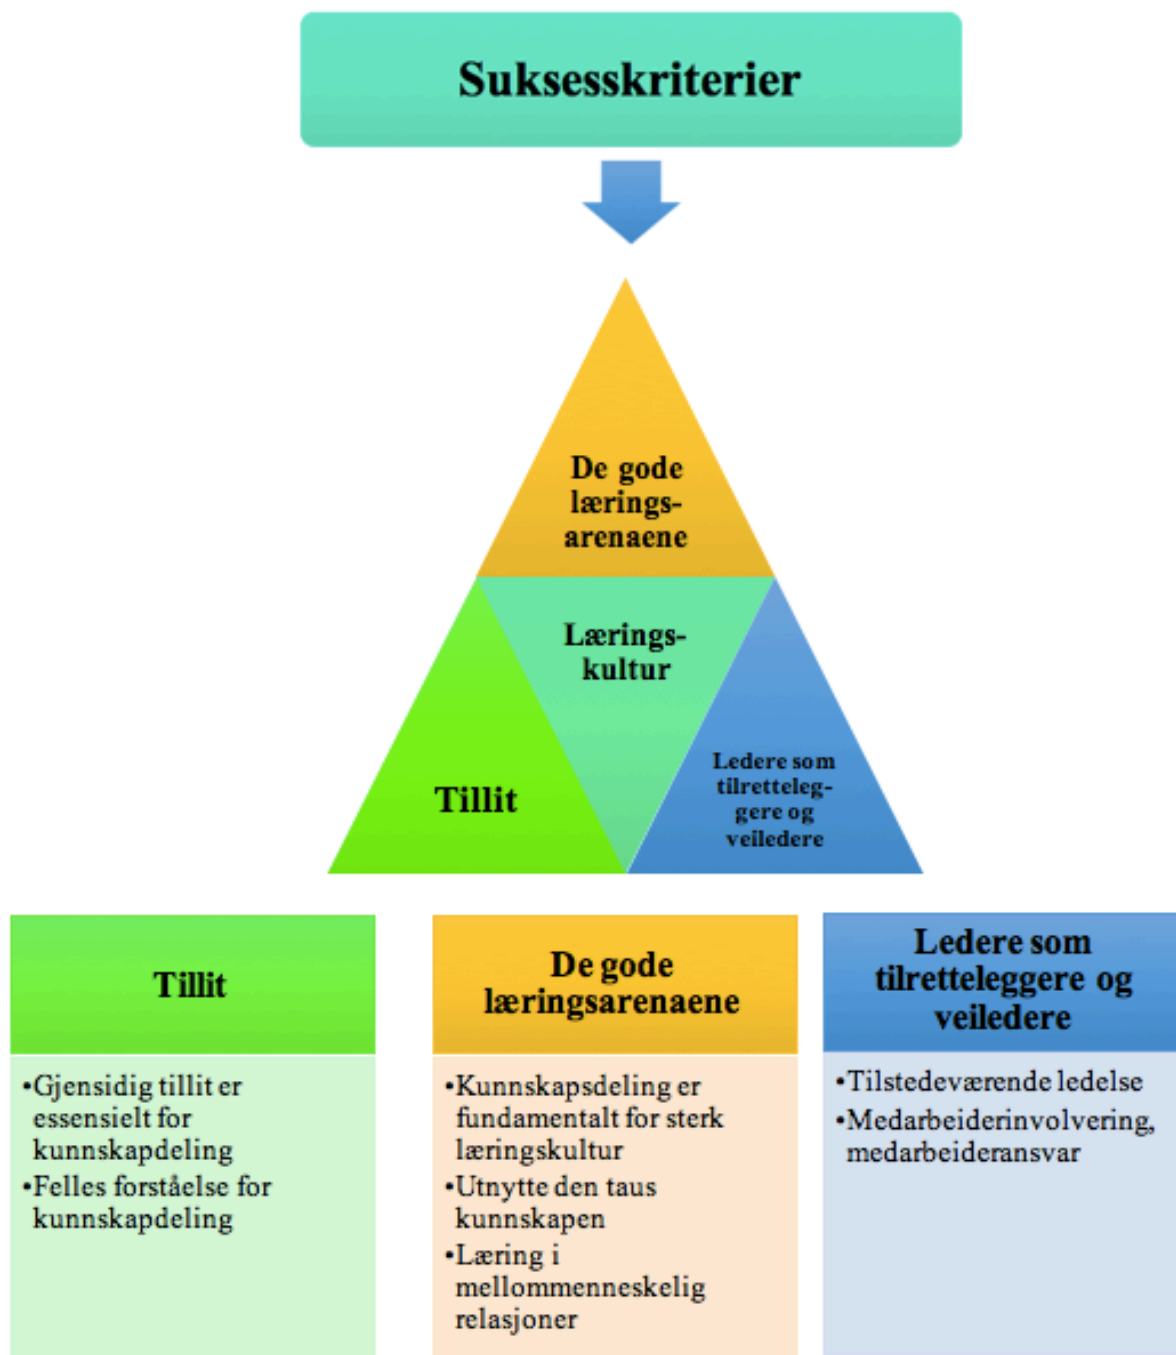 Suksesskriterier
De gode
lærings-
arenaene
Lærings-
kultur
Tillit
Ledere som
tilretteleg-
gere og
veiledere
Tillit
•Gjensidig tillit er
essensielt for
kunnskapdeling
•Felles forståelse for
kunnskapdeling
De gode
læringsarenaene
•Kunnskapsdeling er
fundamentalt for sterk
læringskultur
•Utnytte den taus
kunnskapen
•Læring i
mellommenneskelig
relasjoner
Ledere som
tilretteleggere og
veiledere
•Tilstedeværende ledelse
•Medarbeiderinvolvering,
medarbeideransvar